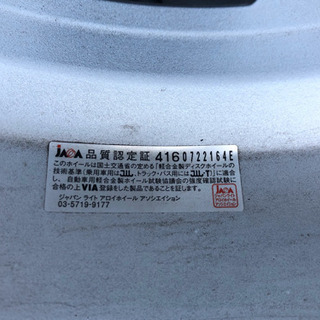 JAWA 品質認定証 4160722164E
このホイールは国土交通省の定める「軽合金製ディスクホイールの
技術基準(乗用車用はJWL,トラック・バス用にはJWL-T)」に適合
し、自動車用軽合金製ホイール試験協議会の強度確認試験に
合格の上VIA登録をした製品であることを証します。
ジャパン ライト アロイホイール アソシエイション
03-5719-9177